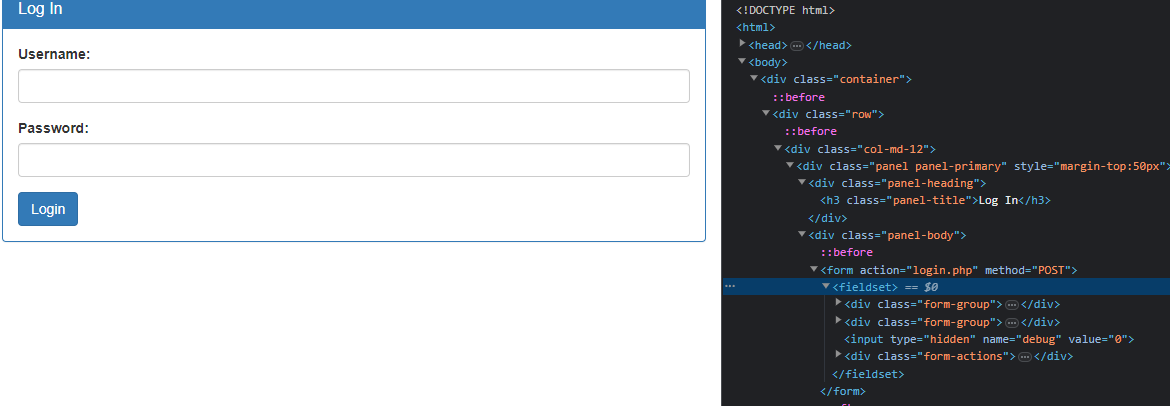 Log In
Username:
Password:
Login
<!DOCTYPE html>
<html>
<head> ⋯ </head>
<body>
<div class="container">
::before
<div class="row">
::before
<div class="col-md-12">
<div class="panel panel-primary" style="margin-top:50px">
<div class="panel-heading">
<h3 class="panel-title">Log In</h3>
</div>
<div class="panel-body">
::before
<form action="login.php" method="POST">
⋯ <fieldset> == $0
<div class="form-group"> ⋯ </div>
<div class="form-group"> ⋯ </div>
<input type="hidden" name="debug" value="0">
<div class="form-actions"> ⋯ </div>
</fieldset>
</form>